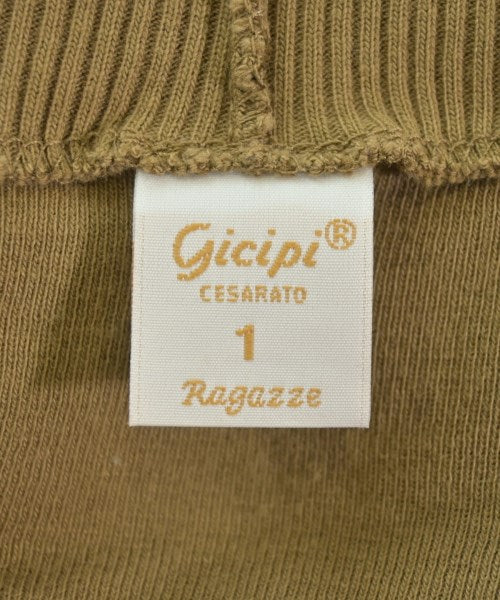 Gicipi®
CESARATO
1
Ragazze